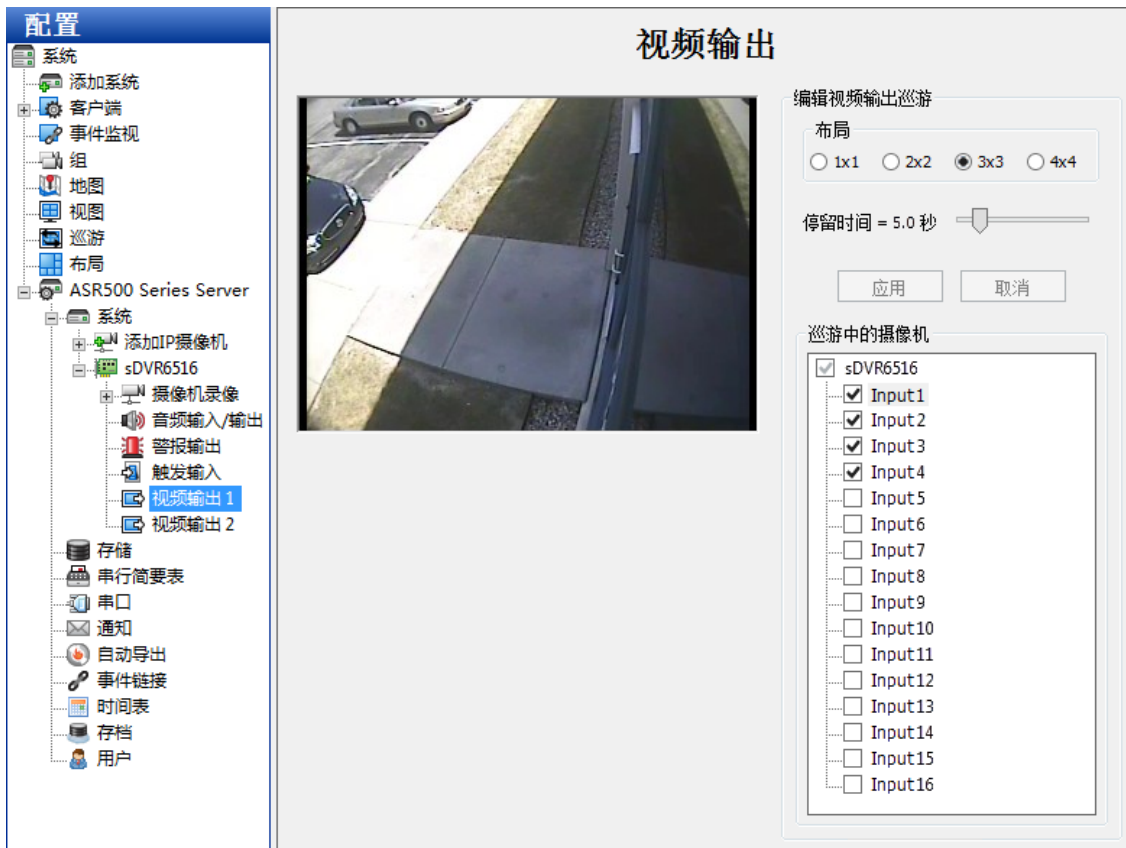 配置
系统
添加系统
客户端
事件监视
组
地图
视图
巡游
布局
ASR500 Series Server
系统
添加IP摄像机
sDVR6516
摄像机录像
音频输入/输出
警报输出
触发输入
视频输出 1
视频输出 2
存储
串行简要表
串口
通知
自动导出
事件链接
时间表
存档
用户
视频输出
编辑视频输出巡游
布局
1x1 2x2 3x3 4x4
停留时间 = 5.0 秒
应用 取消
巡游中的摄像机
sDVR6516
Input1
Input2
Input3
Input4
Input5
Input6
Input7
Input8
Input9
Input10
Input11
Input12
Input13
Input14
Input15
Input16